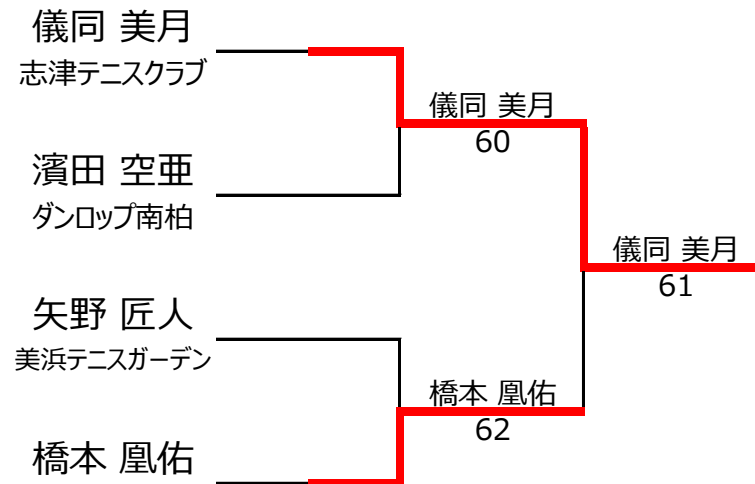 儀同 美月
志津テニスクラブ
儀同 美月
60
濱田 空亜
ダンロップ南柏
儀同 美月
61
矢野 匠人
美浜テニスガーデン
橋本 凰佑
62
橋本 凰佑